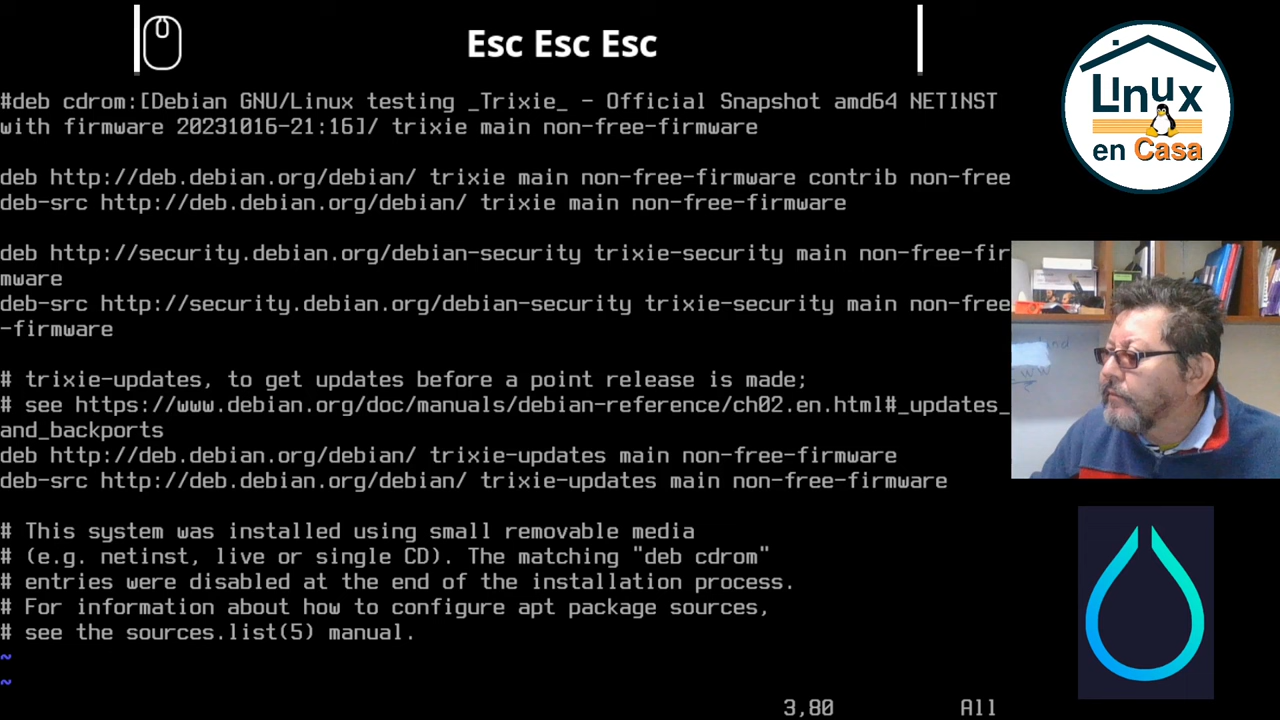 Esc Esc Esc
#deb cdrom:[Debian GNU/Linux testing _Trixie_ - Official Snapshot amd64 NETINST
with firmware 20231016-21:16]/ trixie main non-free-firmware
deb http://deb.debian.org/debian/ trixie main non-free-firmware contrib non-free
deb-src http://deb.debian.org/debian/ trixie main non-free-firmware
deb http://security.debian.org/debian-security trixie-security main non-free-fir
mware
deb-src http://security.debian.org/debian-security trixie-security main non-free
-firmware
# trixie-updates, to get updates before a point release is made;
# see https://www.debian.org/doc/manuals/debian-reference/ch02.en.html#_updates_
and_backports
deb http://deb.debian.org/debian/ trixie-updates main non-free-firmware
deb-src http://deb.debian.org/debian/ trixie-updates main non-free-firmware
# This system was installed using small removable media
# (e.g. netinst, live or single CD). The matching "deb cdrom"
# entries were disabled at the end of the installation process.
# For information about how to configure apt package sources,
# see the sources.list(5) manual.
~
~
3,80 All
Linux
en Casa